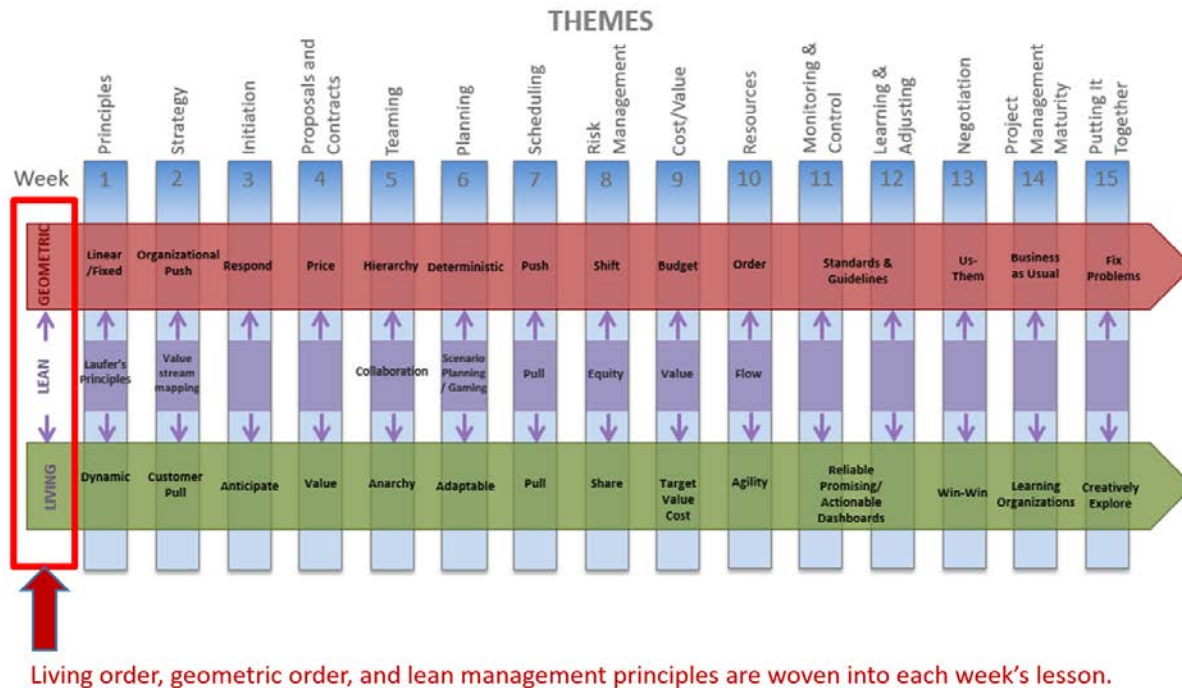 THEMES
Principles
Strategy
Initiation
Proposals and
Contracts
Teaming
Planning
Scheduling
Risk
Management
Cost/Value
Resources
Monitoring &
Control
Learning &
Adjusting
Negotiation
Project
Management
Maturity
Putting It
Together
Week 1 2 3 4 5 6 7 8 9 10 11 12 13 14 15
GEOMETRIC
Linear
/Fixed
Organizational
Push
Respond
Price
Hierarchy
Deterministic
Push
Shift
Budget
Order
Standards &
Guidelines
Us-
Them
Business
as Usual
Fix
Problems
LEAN
Laufer's
Principles
Value
stream
mapping
Collaboration
Scenario
Planning
/ Gaming
Pull
Equity
Value
Flow
LIVING
Dynamic
Customer
Pull
Anticipate
Value
Anarchy
Adaptable
Pull
Share
Target
Value
Cost
Agility
Reliable
Promising/
Actionable
Dashboards
Win-Win
Learning
Organizations
Creatively
Explore
Living order, geometric order, and lean management principles are woven into each week's lesson.